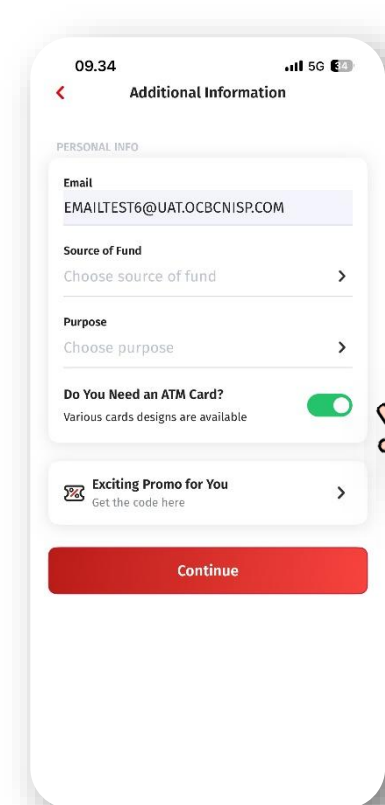 09.34 5G 34
Additional Information
PERSONAL INFO
Email
EMAILTEST6@UAT.OCBCNISP.COM
Source of Fund
Choose source of fund
Purpose
Choose purpose
Do You Need an ATM Card?
Various cards designs are available
Exciting Promo for You
Get the code here
Continue